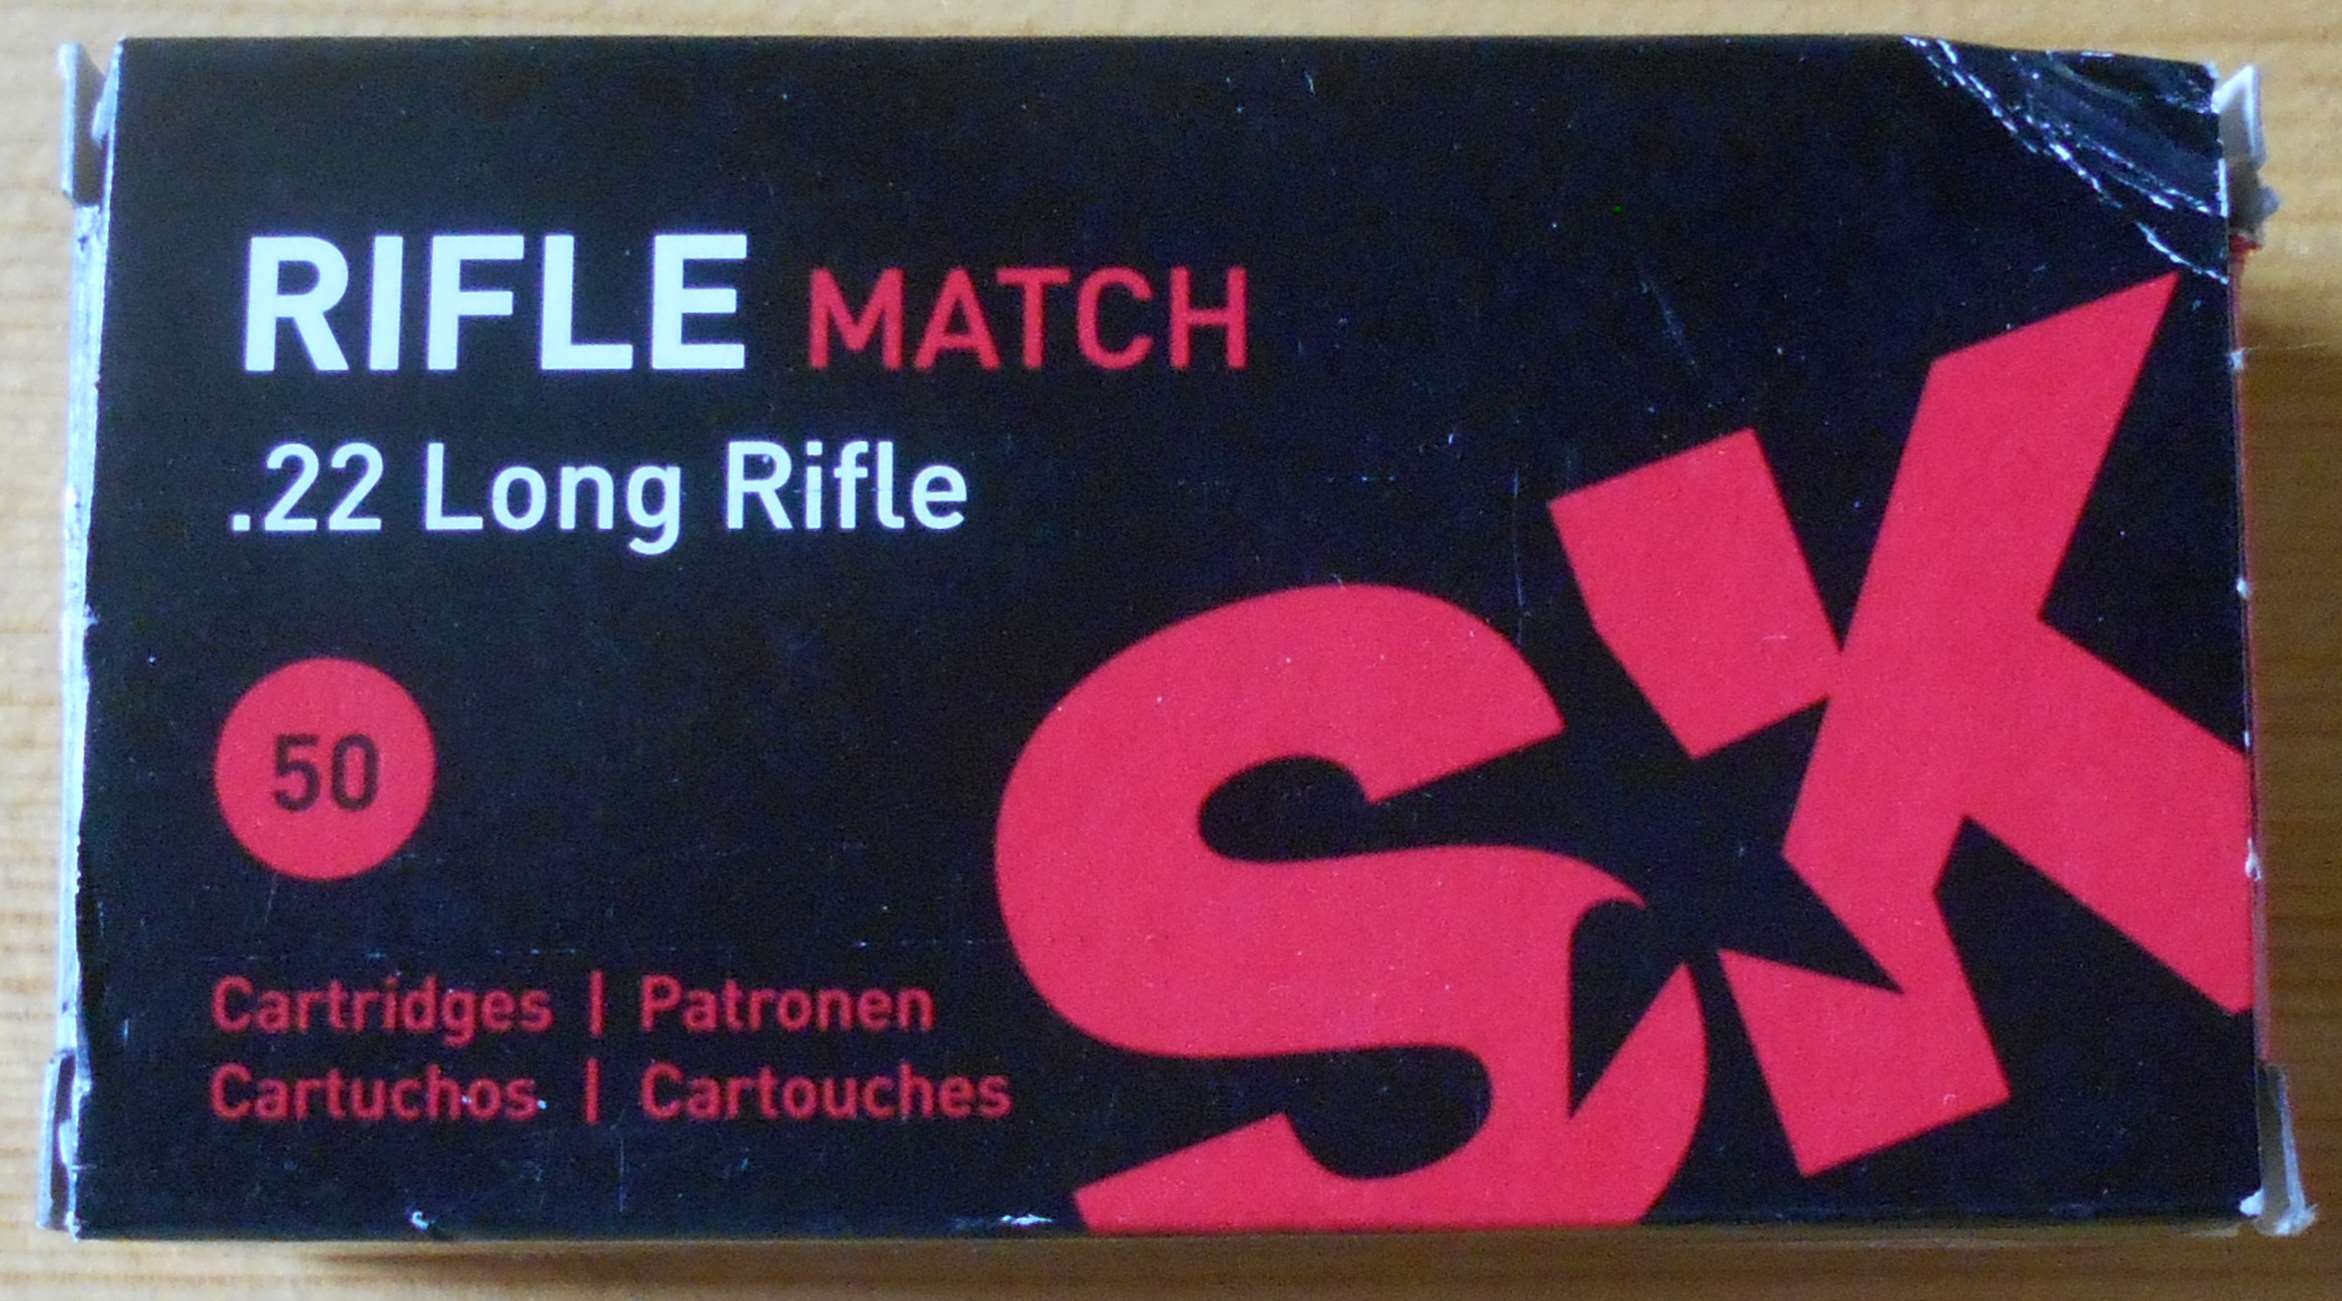 RIFLE MATCH
.22 Long Rifle
50
Cartridges | Patronen
Cartuchos | Cartouches
SK